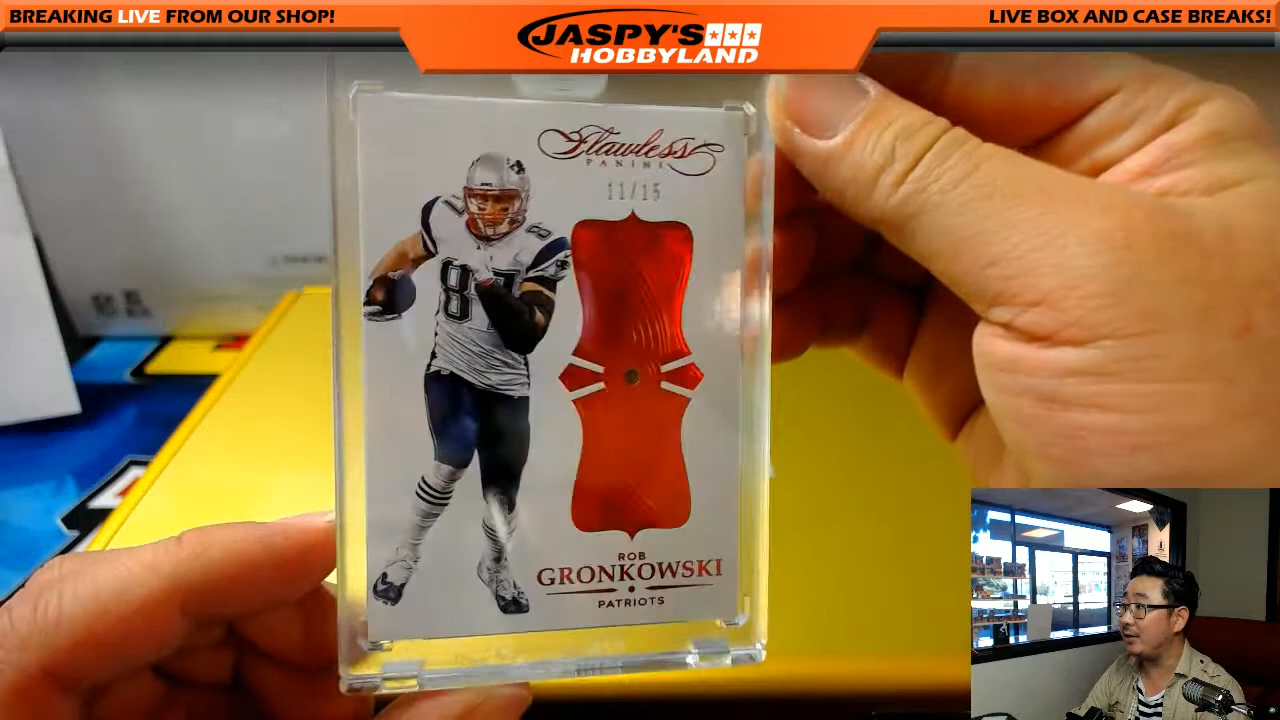 BREAKING LIVE FROM OUR SHOP!
JASPY'S
HOBBYLAND
LIVE BOX AND CASE BREAKS!
Flawless
PANINI
11/15
87
ROB
GRONKOWSKI
PATRIOTS